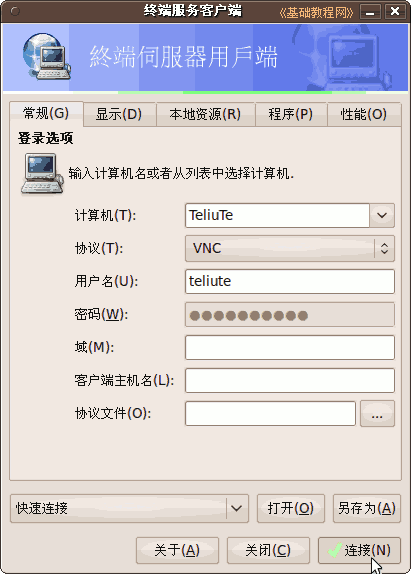 终端服务客户端 《基础教程网》
終端伺服器用戶端
常规(G) 显示(D) 本地资源(R) 程序(P) 性能(O)
登录选项
输入计算机名或者从列表中选择计算机.
计算机(T): TeliuTe
协议(T): VNC
用户名(U): teliute
密码(W): ●●●●●●●●●●
域(M):
客户端主机名(L):
协议文件(O): ...
快速连接 打开(O) 另存为(A)
关于(A) 关闭(C) 连接(N)